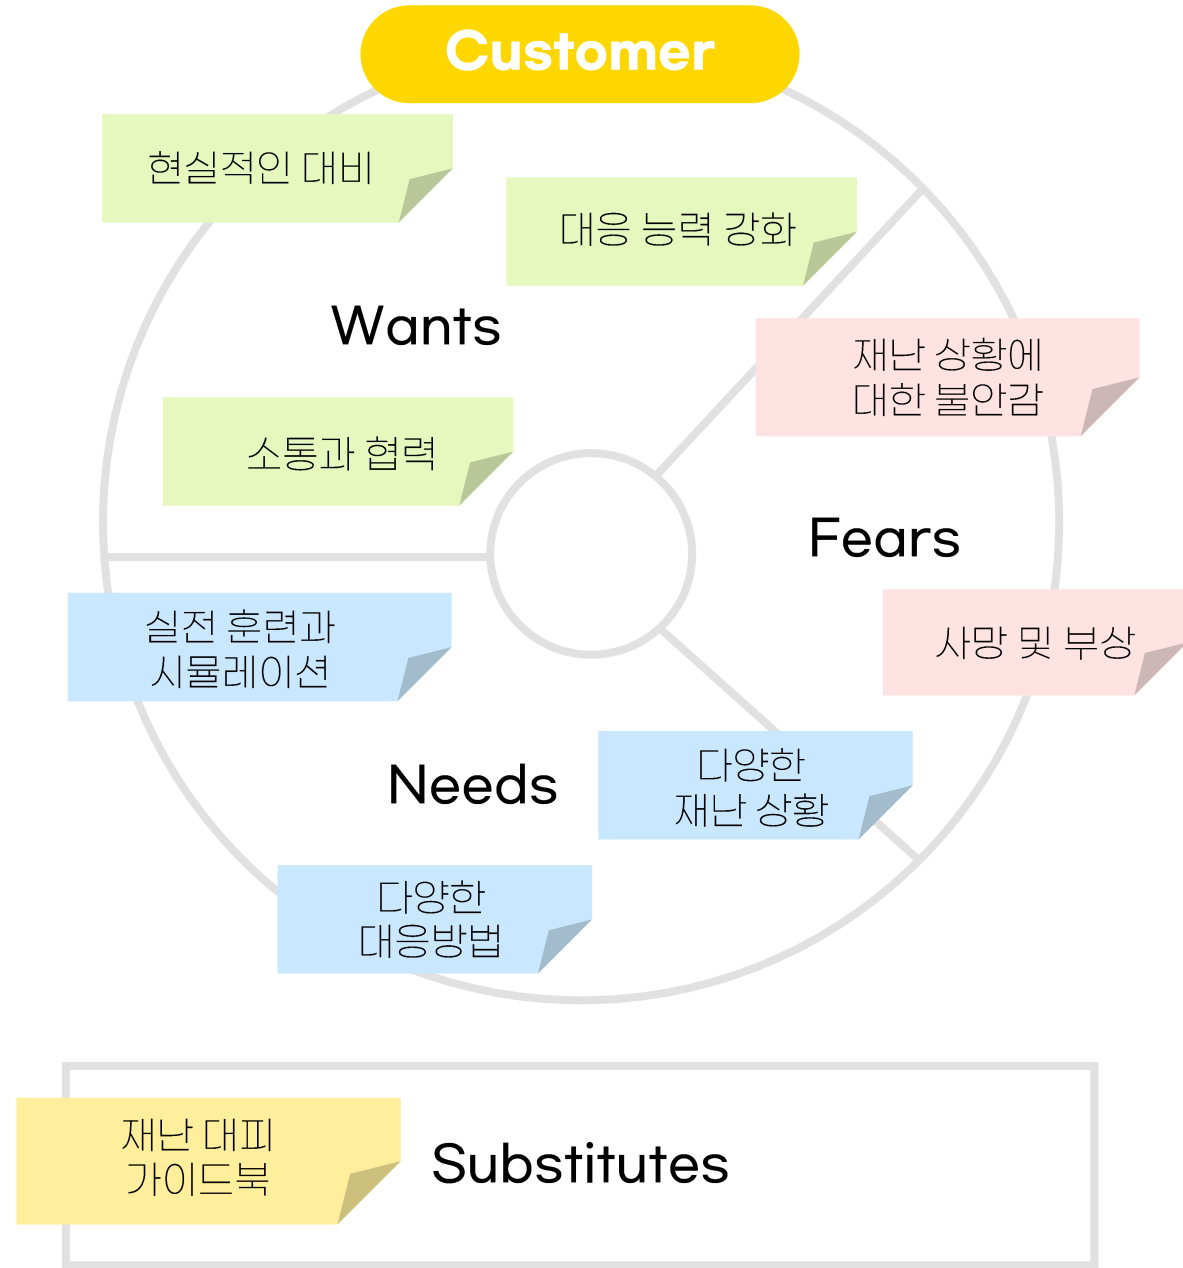 Customer
현실적인 대비
대응 능력 강화
Wants
소통과 협력
재난 상황에
대한 불안감
Fears
사망 및 부상
실전 훈련과
시뮬레이션
Needs
다양한
재난 상황
다양한
대응방법
재난 대피
가이드북
Substitutes